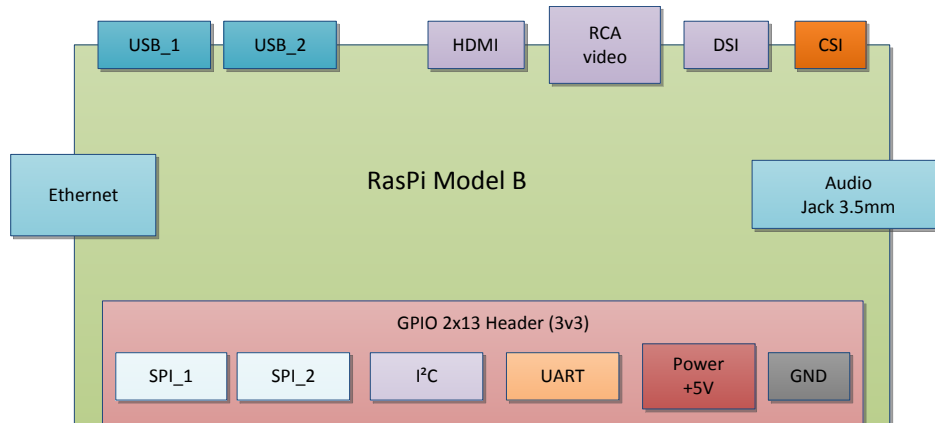 USB_1
USB_2
HDMI
RCA
video
DSI
CSI
Ethernet
RasPi Model B
Audio
Jack 3.5mm
GPIO 2x13 Header (3v3)
SPI_1
SPI_2
I²C
UART
Power
+5V
GND